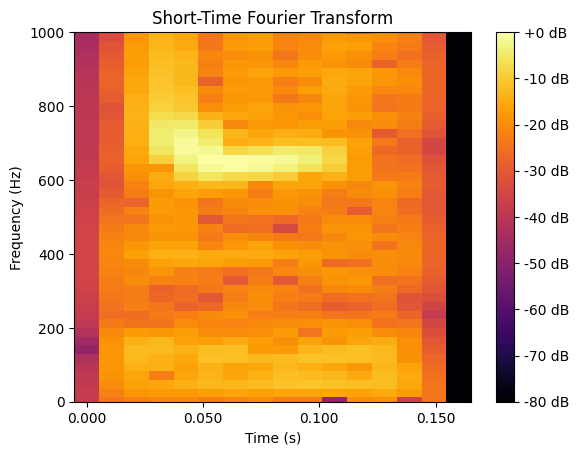 Short-Time Fourier Transform
1000
800
600
400
200
0
Frequency (Hz)
0.000
0.050
0.100
0.150
Time (s)
+0 dB
-10 dB
-20 dB
-30 dB
-40 dB
-50 dB
-60 dB
-70 dB
-80 dB